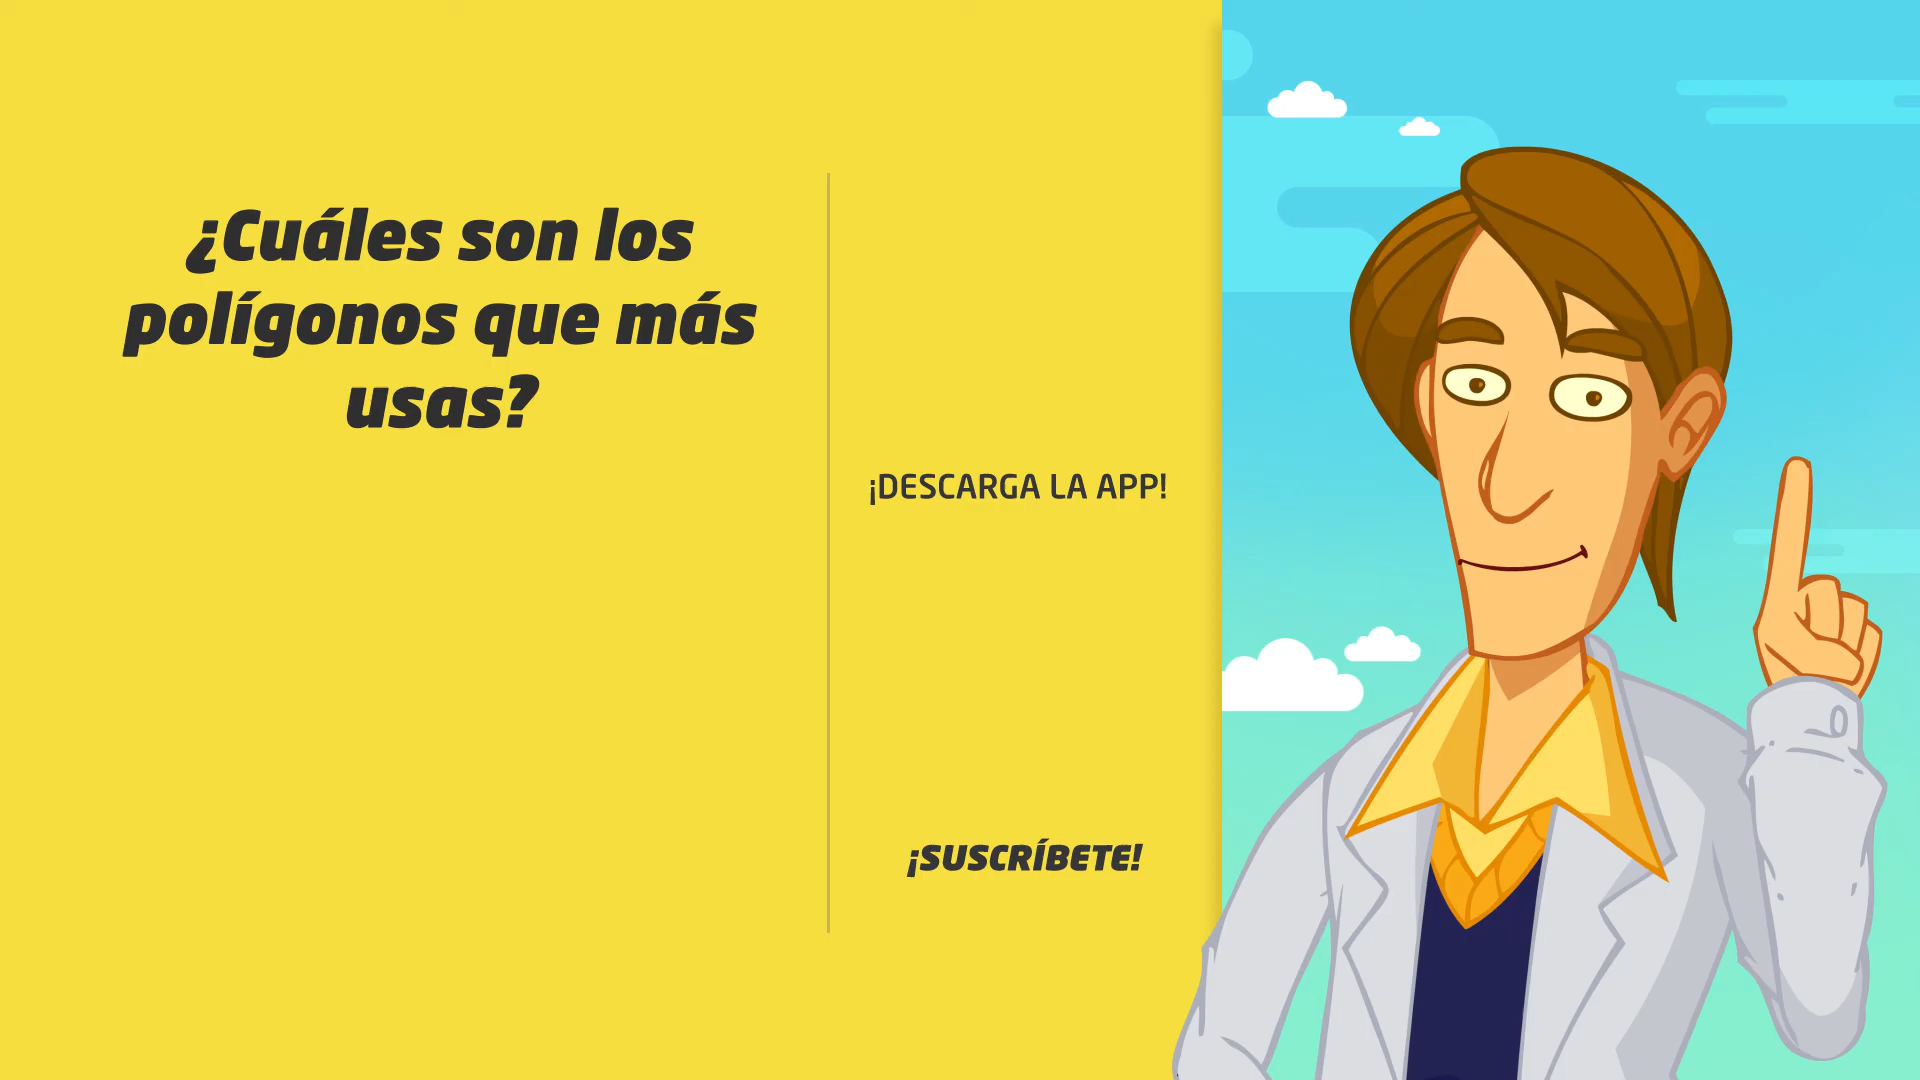 ¿Cuáles son los
polígonos que más
usas?
¡DESCARGA LA APP!
¡SUSCRÍBETE!